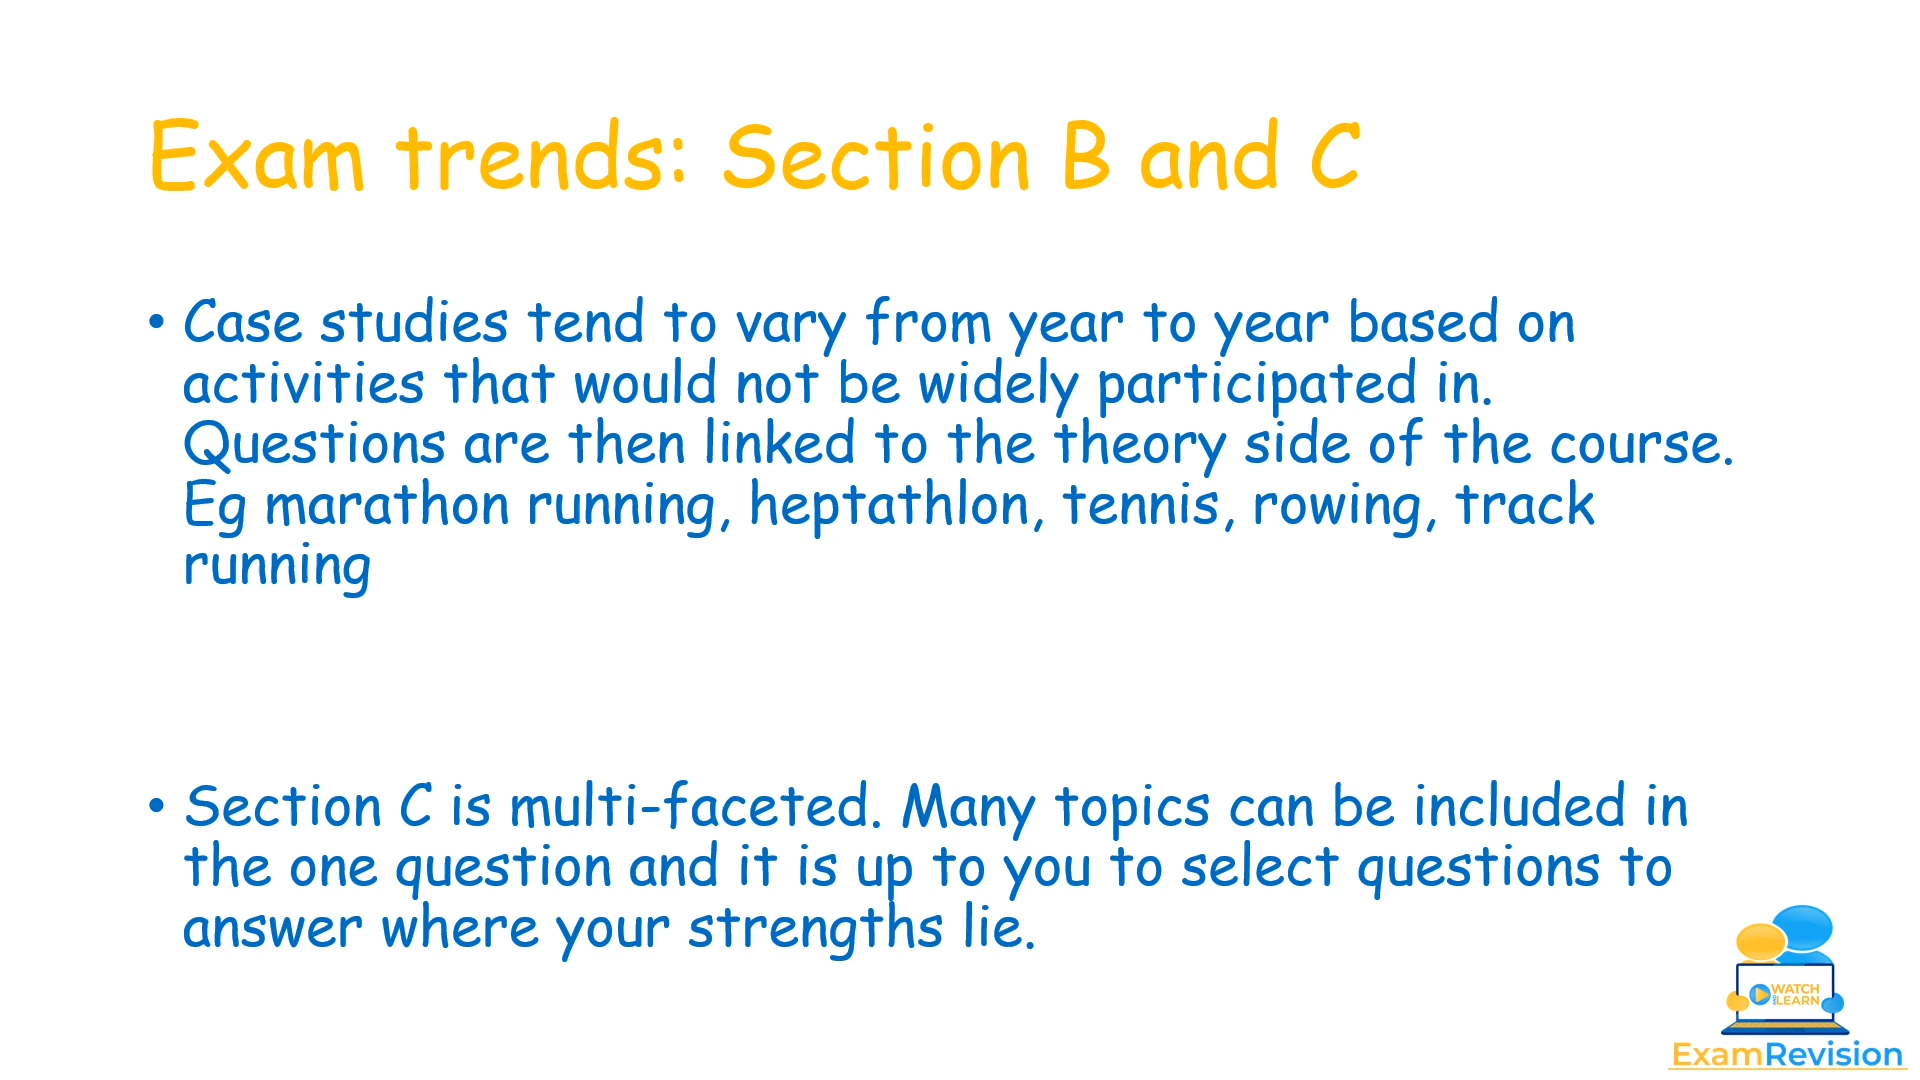 Exam trends: Section B and C
• Case studies tend to vary from year to year based on
activities that would not be widely participated in.
Questions are then linked to the theory side of the course.
Eg marathon running, heptathlon, tennis, rowing, track
running
• Section C is multi-faceted. Many topics can be included in
the one question and it is up to you to select questions to
answer where your strengths lie.
WATCH
AND LEARN
ExamRevision